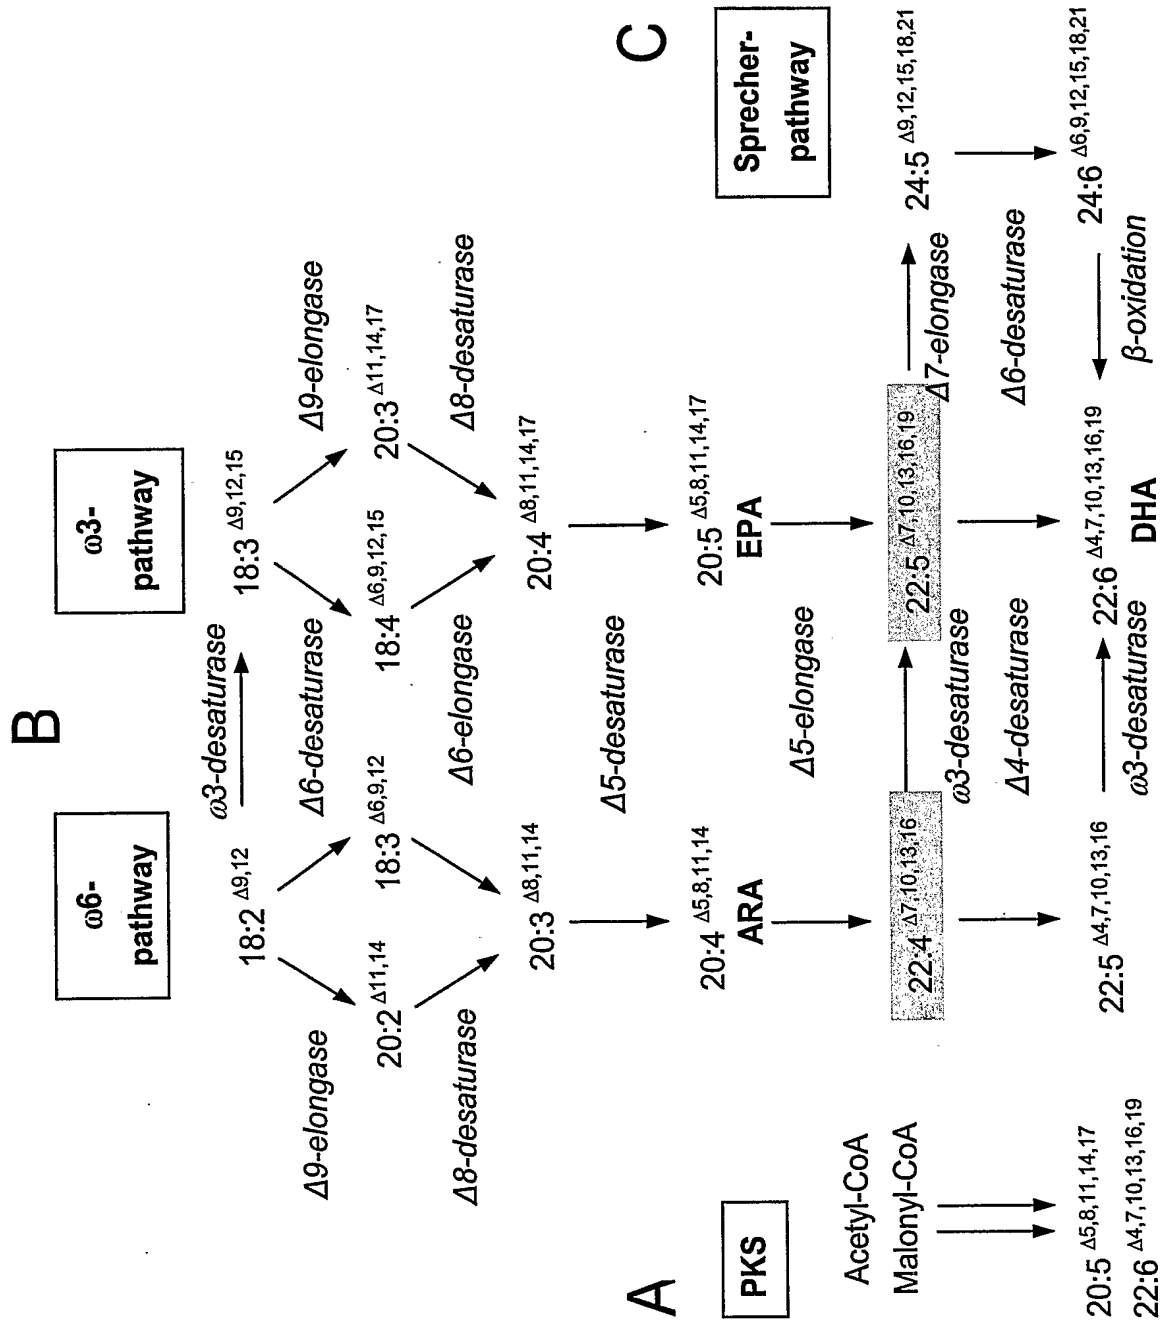 A
PKS
Acetyl-CoA
Malonyl-CoA
20:5 Δ5,8,11,14,17
22:6 Δ4,7,10,13,16,19
B
ω6-
pathway
ω3-
pathway
18:2 Δ9,12
ω3-desaturase
18:3 Δ9,12,15
Δ9-elongase
Δ6-desaturase
Δ9-elongase
20:2 Δ11,14
18:3 Δ6,9,12
18:4 Δ6,9,12,15
20:3 Δ11,14,17
Δ8-desaturase
Δ6-elongase
Δ8-desaturase
20:3 Δ8,11,14
20:4 Δ8,11,14,17
Δ5-desaturase
20:4 Δ5,8,11,14
ARA
20:5 Δ5,8,11,14,17
EPA
Δ5-elongase
22:4 Δ7,10,13,16
22:5 Δ7,10,13,16,19
ω3-desaturase
Δ4-desaturase
22:5 Δ4,7,10,13,16
ω3-desaturase
22:6 Δ4,7,10,13,16,19
DHA
C
Sprecher-
pathway
24:5 Δ9,12,15,18,21
Δ7-elongase
Δ6-desaturase
24:6 Δ6,9,12,15,18,21
β-oxidation